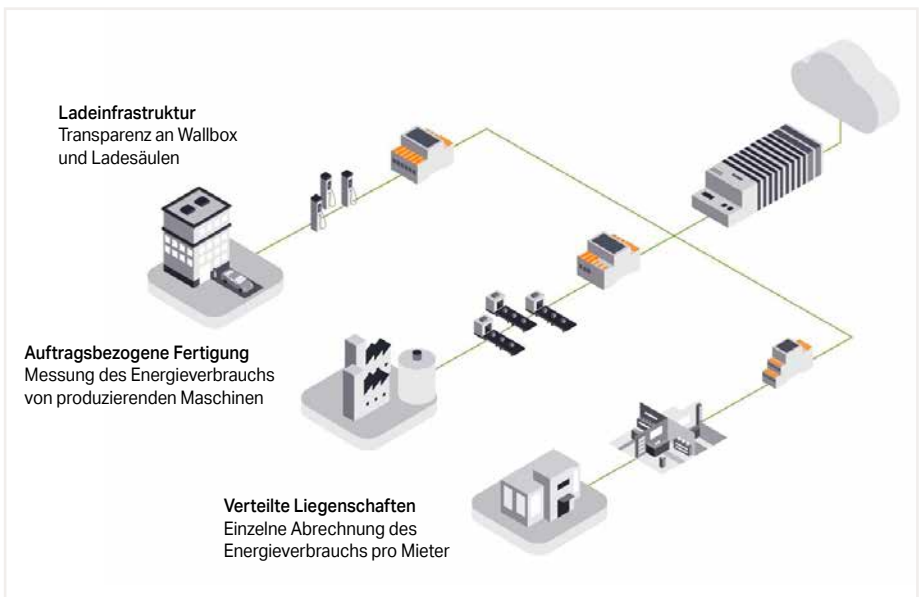 Ladeinfrastruktur
Transparenz an Wallbox
und Ladesäulen
Auftragsbezogene Fertigung
Messung des Energieverbrauchs
von produzierenden Maschinen
Verteilte Liegenschaften
Einzelne Abrechnung des
Energieverbrauchs pro Mieter